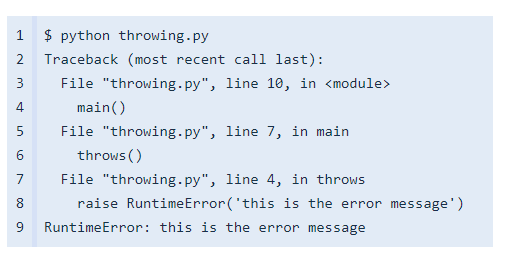 1 $ python throwing.py
2 Traceback (most recent call last):
3   File "throwing.py", line 10, in <module>
4     main()
5   File "throwing.py", line 7, in main
6     throws()
7   File "throwing.py", line 4, in throws
8     raise RuntimeError('this is the error message')
9 RuntimeError: this is the error message